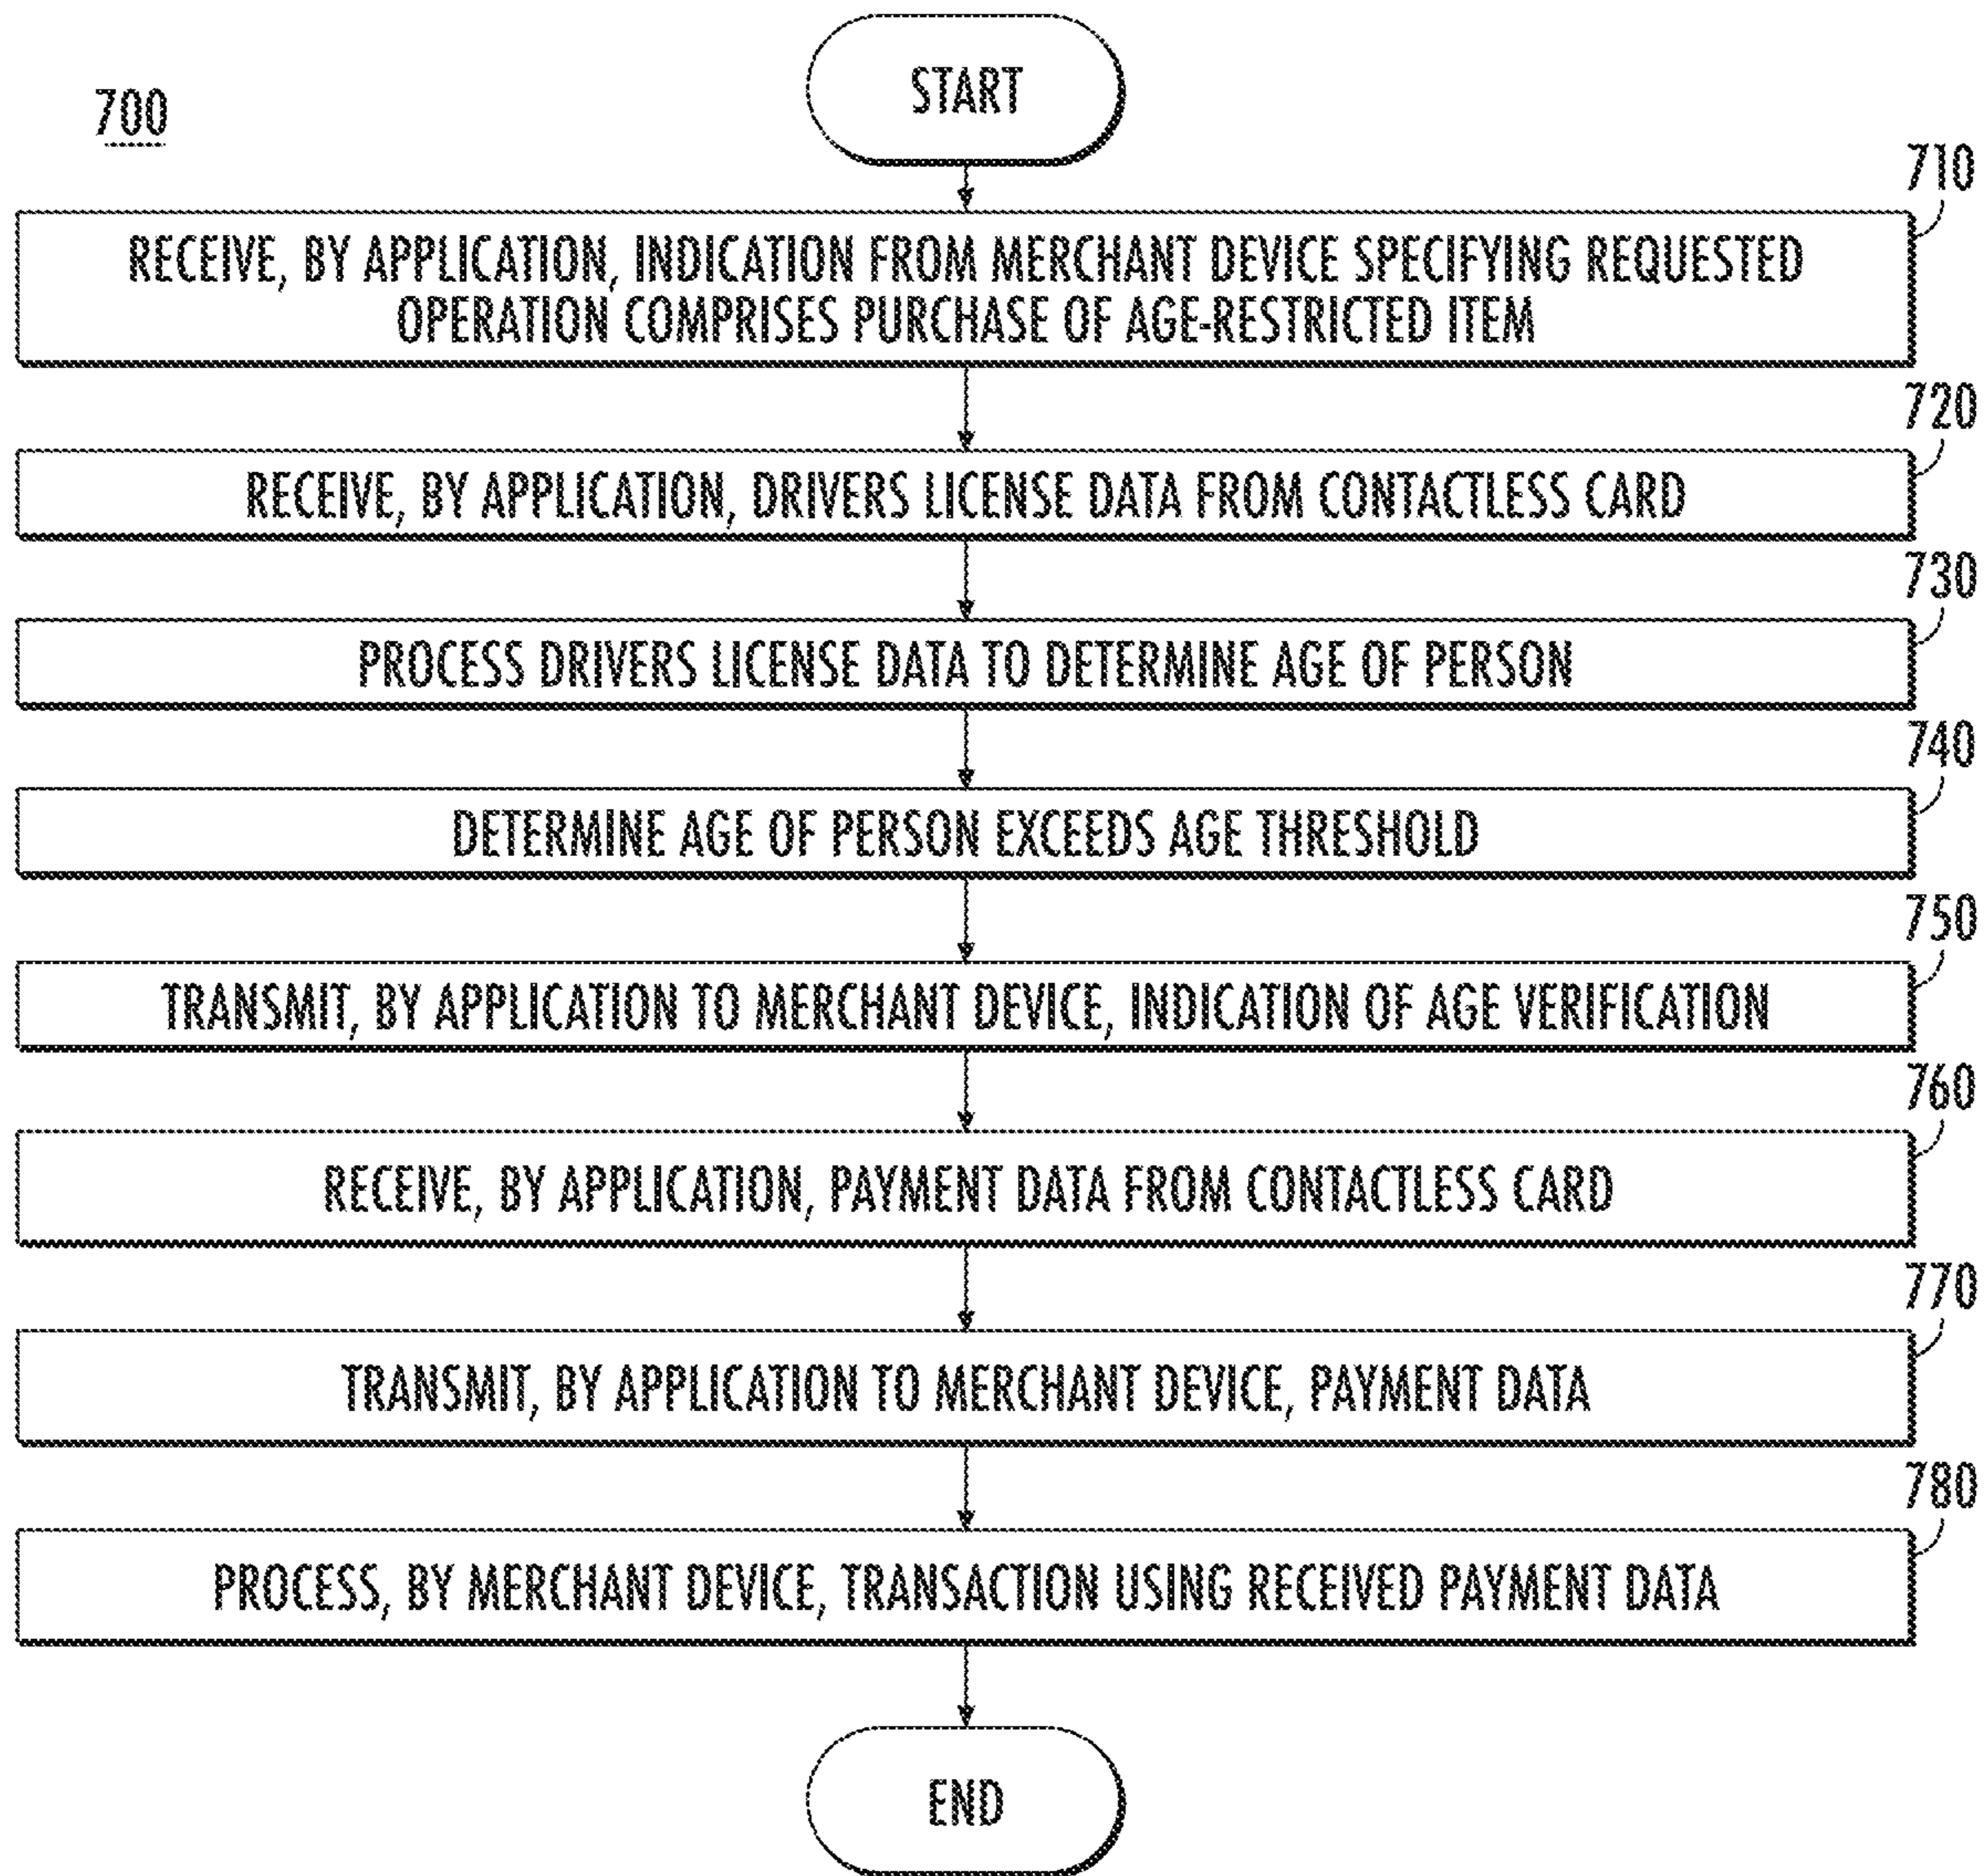 START
700
710
RECEIVE, BY APPLICATION, INDICATION FROM MERCHANT DEVICE SPECIFYING REQUESTED
OPERATION COMPRISES PURCHASE OF AGE-RESTRICTED ITEM
720
RECEIVE, BY APPLICATION, DRIVERS LICENSE DATA FROM CONTACTLESS CARD
730
PROCESS DRIVERS LICENSE DATA TO DETERMINE AGE OF PERSON
740
DETERMINE AGE OF PERSON EXCEEDS AGE THRESHOLD
750
TRANSMIT, BY APPLICATION TO MERCHANT DEVICE, INDICATION OF AGE VERIFICATION
760
RECEIVE, BY APPLICATION, PAYMENT DATA FROM CONTACTLESS CARD
770
TRANSMIT, BY APPLICATION TO MERCHANT DEVICE, PAYMENT DATA
780
PROCESS, BY MERCHANT DEVICE, TRANSACTION USING RECEIVED PAYMENT DATA
END